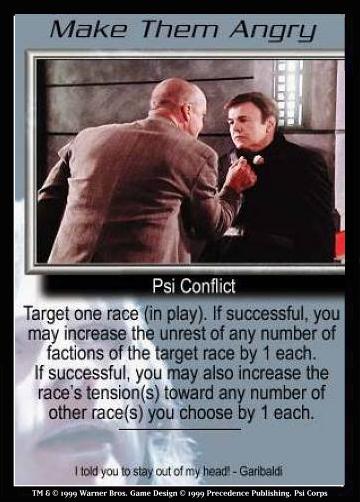 Make Them Angry
Psi Conflict
Target one race (in play). If successful, you
may increase the unrest of any number of
factions of the target race by 1 each.
If successful, you may also increase the
race's tension(s) toward any number of
other race(s) you choose by 1 each.
I told you to stay out of my head! - Garibaldi
TM & © 1999 Warner Bros. Game Design © 1999 Precedence Publishing. Psi Corps